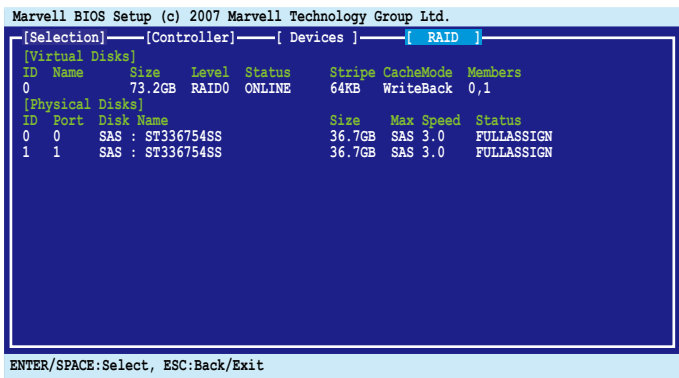 Marvell BIOS Setup (c) 2007 Marvell Technology Group Ltd.
[Selection] [Controller] [ Devices ] [ RAID ]
[Virtual Disks]
ID Name Size Level Status Stripe CacheMode Members
0 73.2GB RAID0 ONLINE 64KB WriteBack 0,1
[Physical Disks]
ID Port Disk Name Size Max Speed Status
0 0 SAS : ST336754SS 36.7GB SAS 3.0 FULLASSIGN
1 1 SAS : ST336754SS 36.7GB SAS 3.0 FULLASSIGN
ENTER/SPACE:Select, ESC:Back/Exit